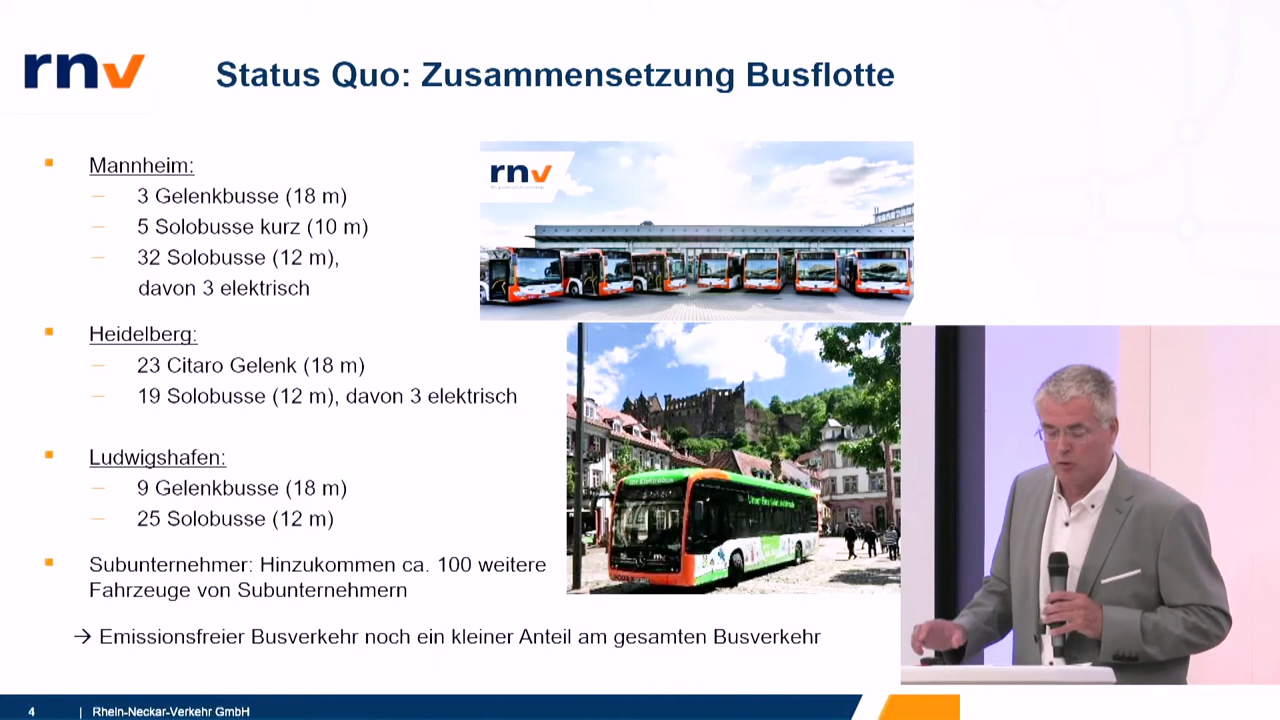 rnv
Status Quo: Zusammensetzung Busflotte
Mannheim:
3 Gelenkbusse (18 m)
5 Solobusse kurz (10 m)
32 Solobusse (12 m),
davon 3 elektrisch
rnv
Heidelberg:
23 Citaro Gelenk (18 m)
19 Solobusse (12 m), davon 3 elektrisch
Ludwigshafen:
9 Gelenkbusse (18 m)
25 Solobusse (12 m)
Subunternehmer: Hinzukommen ca. 100 weitere
Fahrzeuge von Subunternehmern
→ Emissionsfreier Busverkehr noch ein kleiner Anteil am gesamten Busverkehr
4 | Rhein-Neckar-Verkehr GmbH